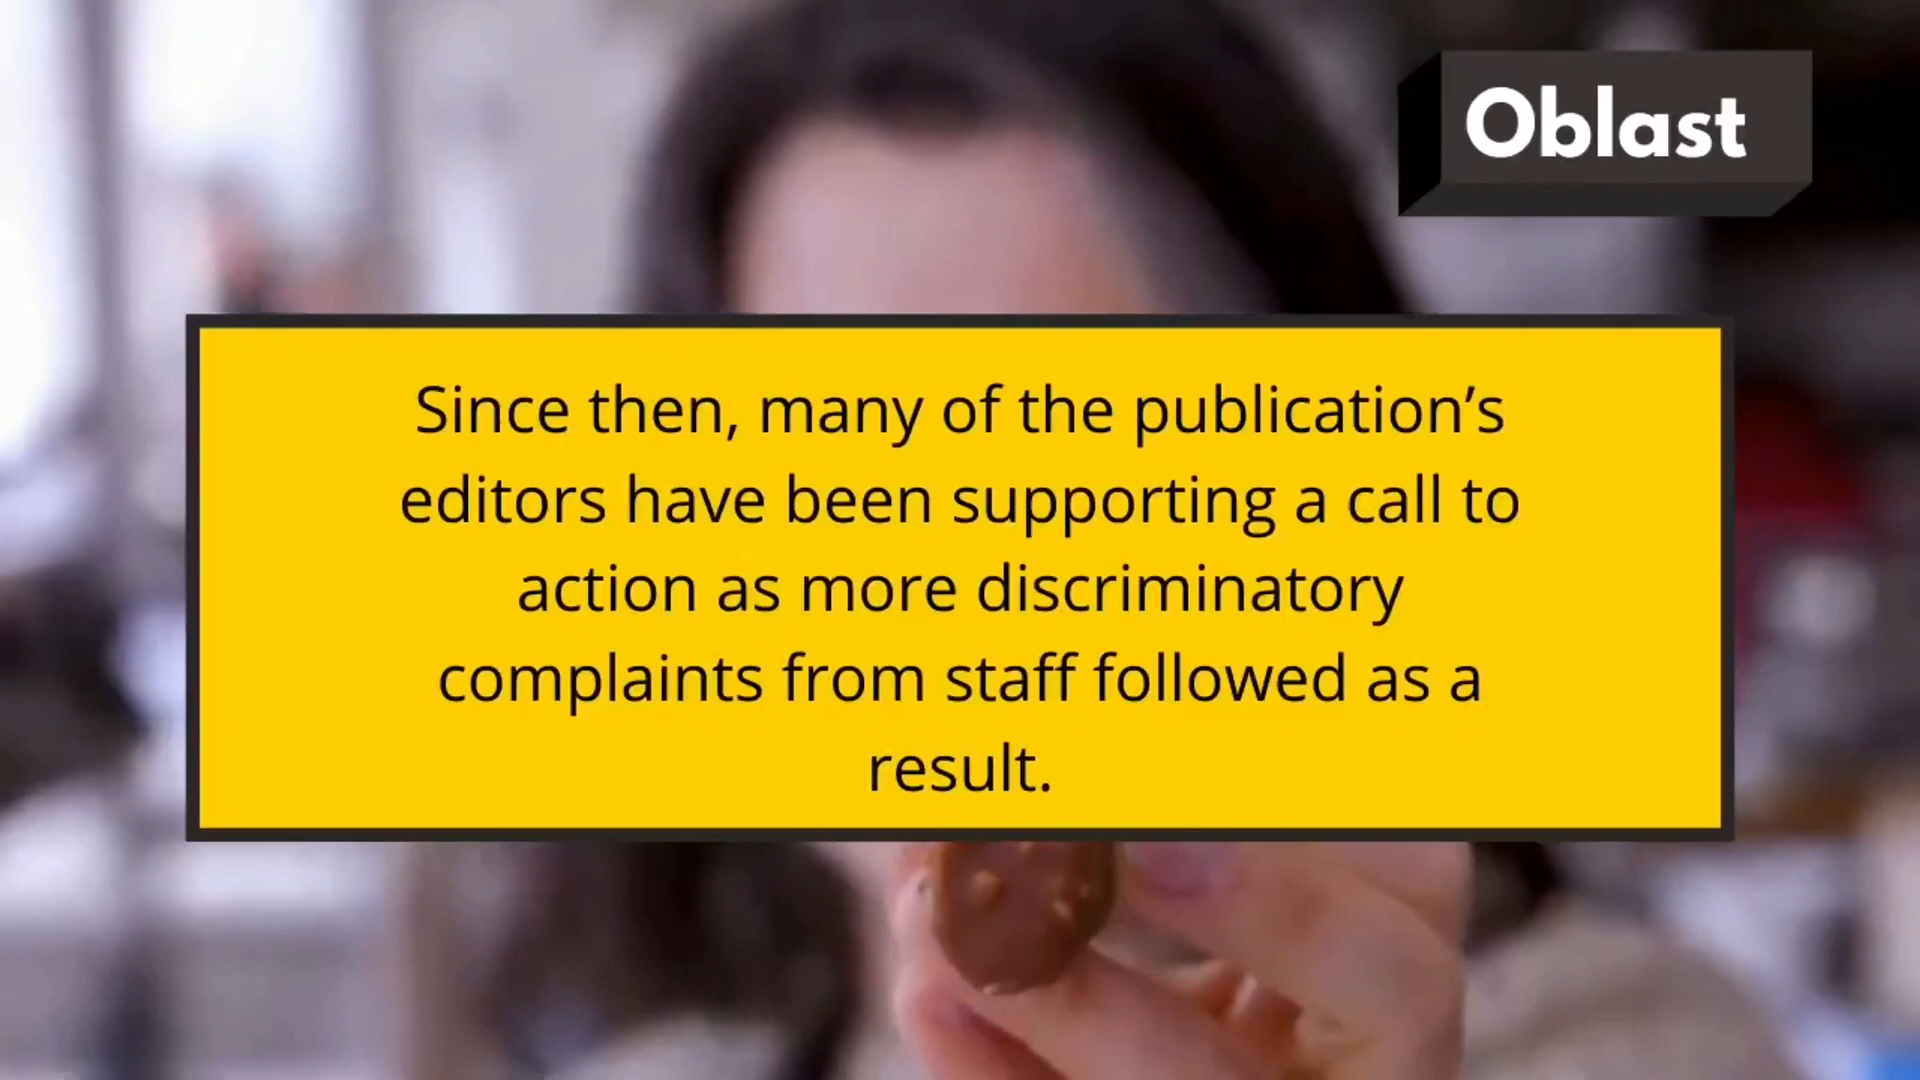 Oblast
Since then, many of the publication’s
editors have been supporting a call to
action as more discriminatory
complaints from staff followed as a
result.